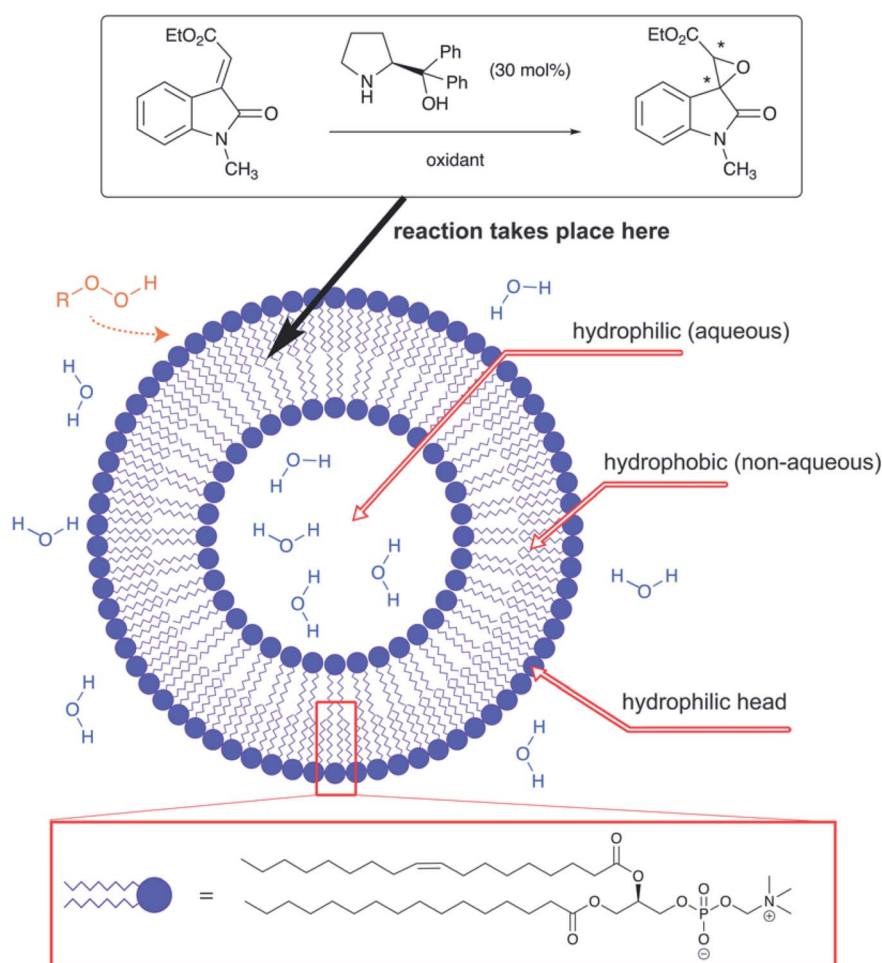 EtO₂C
O
N
CH₃
N
H
Ph
Ph
OH
(30 mol%)
oxidant
EtO₂C
*
O
*
O
N
CH₃
reaction takes place here
R
O
O
H
H
O
H
hydrophilic (aqueous)
H
O
H
O
H
H
hydrophobic (non-aqueous)
H
O
H
H
O
H
H
O
H
O
H
H
H
O
H
H
O
H
hydrophilic head
H
O
H
O
H
H
=
O
O
O
O
O
P
O
O
N
⊕
O
⊖